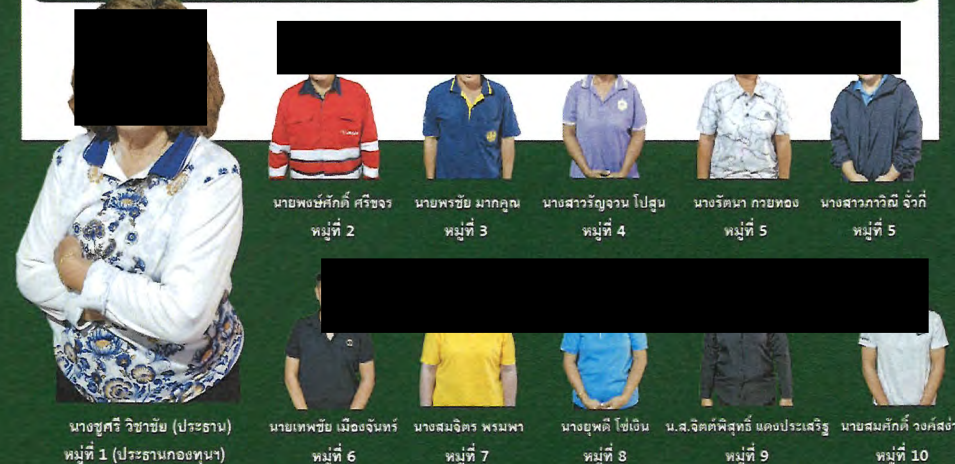 นายพงษ์ศักดิ์ ศรีขจร นายพรชัย มากคุณ นางสาวรัญจวน โปสูน นางรัตนา กวยทอง นางสาวภาวิณี จั่วกี่
หมู่ที่ 2 หมู่ที่ 3 หมู่ที่ 4 หมู่ที่ 5 หมู่ที่ 5
นางชูศรี วิชาชัย (ประธาน) นายเทพชัย เมืองจันทร์ นางสมจิตร พรมพา นางยุพดี โซ่เงิน น.ส.จิตต์พิสุทธิ์ แดงประเสริฐ นายสมศักดิ์ วงค์สง่า
หมู่ที่ 1 (ประธานกองทุนฯ) หมู่ที่ 6 หมู่ที่ 7 หมู่ที่ 8 หมู่ที่ 9 หมู่ที่ 10